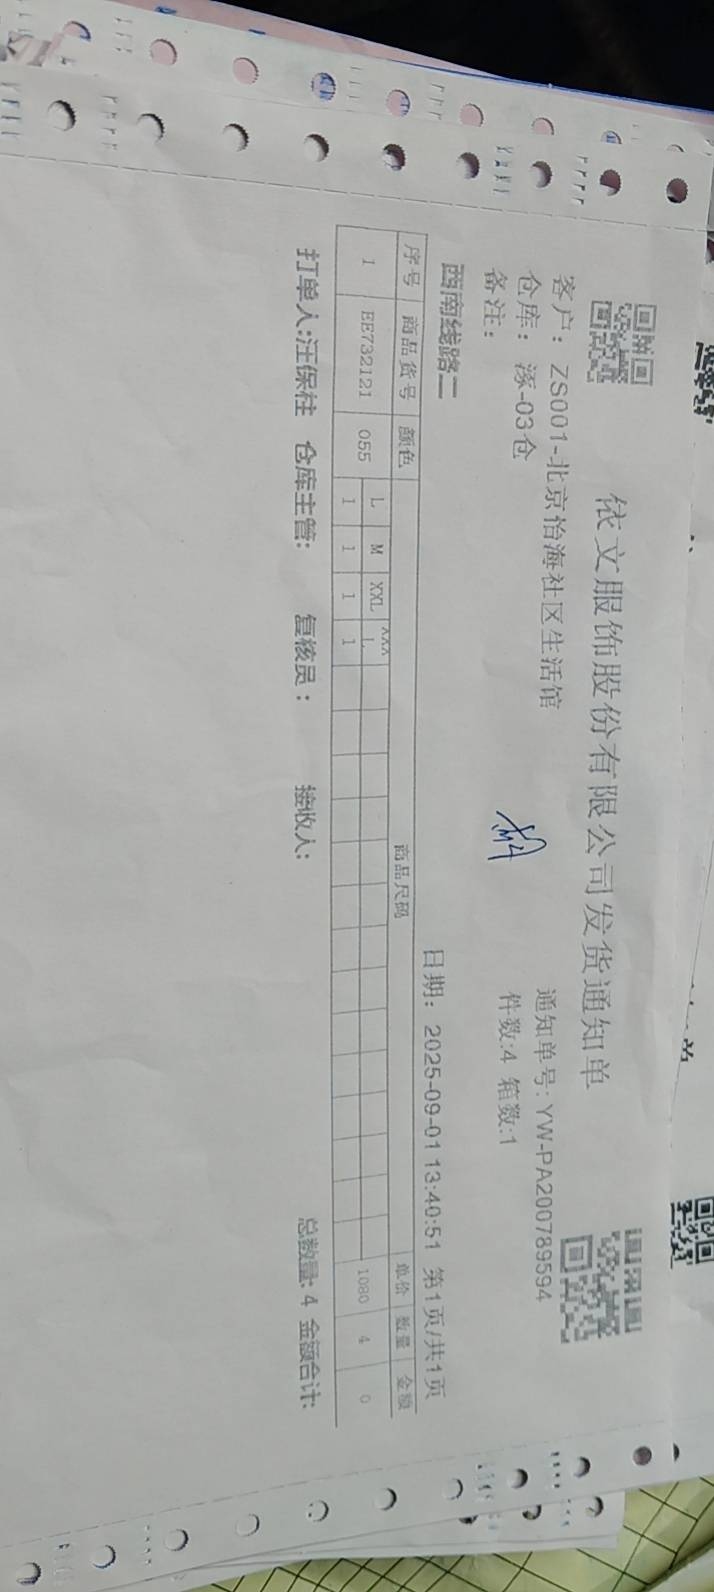 依文服饰股份有限公司发货通知单
客户：ZS001-北京怡海社区生活馆 通知单号:YW-PA200789594
仓库：涿-03仓 件数:4 箱数:1
备注：
西南线路二 日期：2025-09-01 13:40:51 第1页/共1页
序号 商品货号 颜色 商品尺码 单价 数量 金额
L M XXL XXXL
1 EE732121 055 1 1 1 1 1080 4 0
打单人:汪保柱 仓库主管: 复核员： 接收人: 总数量: 4 金额合计: